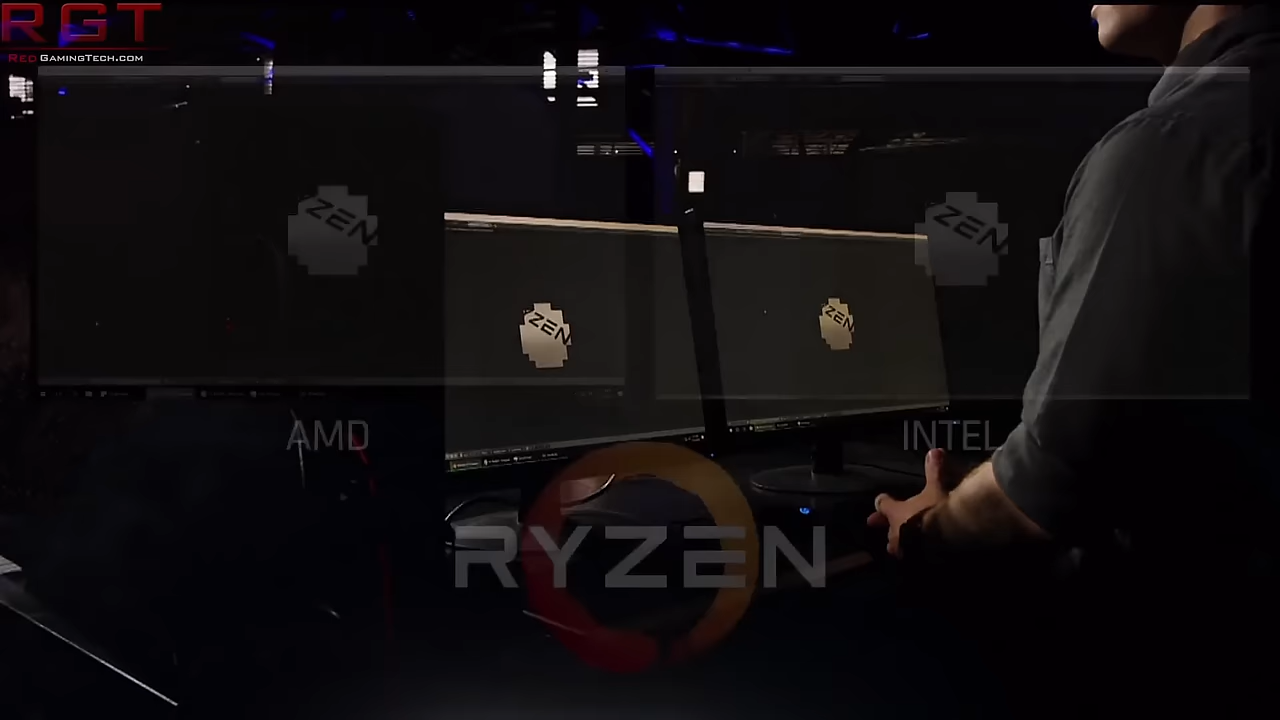 RGT
REDGAMINGTECH.COM
ZEN
ZEN
ZEN
ZEN
AMD
INTEL
RYZEN